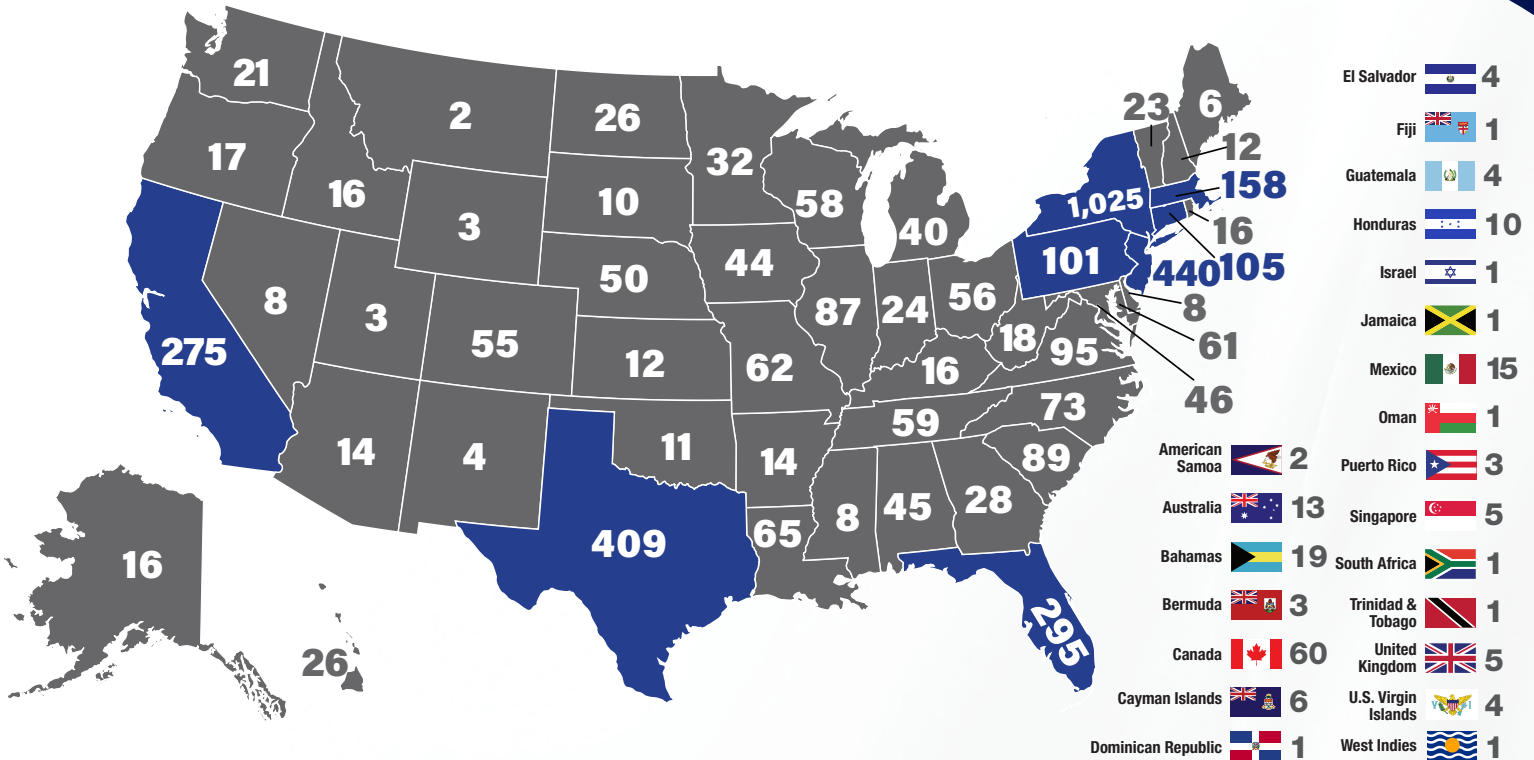 21
2
26
32
23
6
17
16
10
58
12
158
1,025
3
40
16
44
101
440
105
8
50
8
3
87
24
56
61
55
18
95
12
62
16
46
59
73
14
4
11
14
89
8
45
28
65
409
16
295
26
American
Samoa
2
Australia
13
Bahamas
19
Bermuda
3
Canada
60
Cayman Islands
6
Dominican Republic
1
El Salvador
4
Fiji
1
Guatemala
4
Honduras
10
Israel
1
Jamaica
1
Mexico
15
Oman
1
Puerto Rico
3
Singapore
5
South Africa
1
Trinidad &
Tobago
1
United
Kingdom
5
U.S. Virgin
Islands
V I
4
West Indies
1